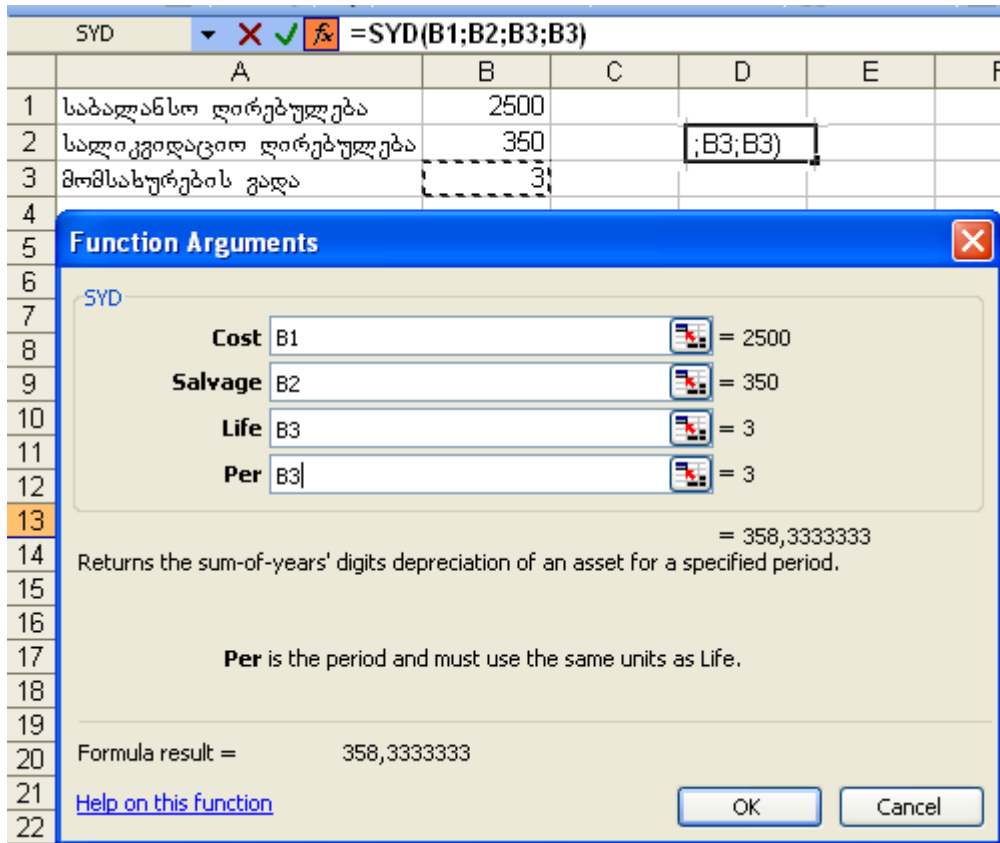 SYD =SYD(B1;B2;B3;B3)
A B C D E F
1 საბალანსო ღირებულება 2500
2 სალიკვიდაციო ღირებულება 350 ;B3;B3)
3 მომსახურების ვადა 3
4
5 Function Arguments
6 SYD
7 Cost B1 = 2500
8
9 Salvage B2 = 350
10 Life B3 = 3
11
12 Per B3 = 3
13 = 358,3333333
14 Returns the sum-of-years' digits depreciation of an asset for a specified period.
15
16
17 Per is the period and must use the same units as Life.
18
19
20 Formula result = 358,3333333
21 Help on this function OK Cancel
22